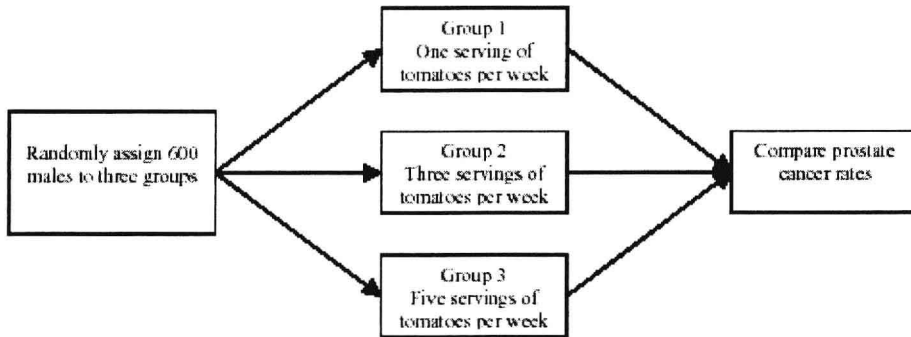 Randomly assign 600
males to three groups
Group 1
One serving of
tomatoes per week
Group 2
Three servings of
tomatoes per week
Group 3
Five servings of
tomatoes per week
Compare prostate
cancer rates